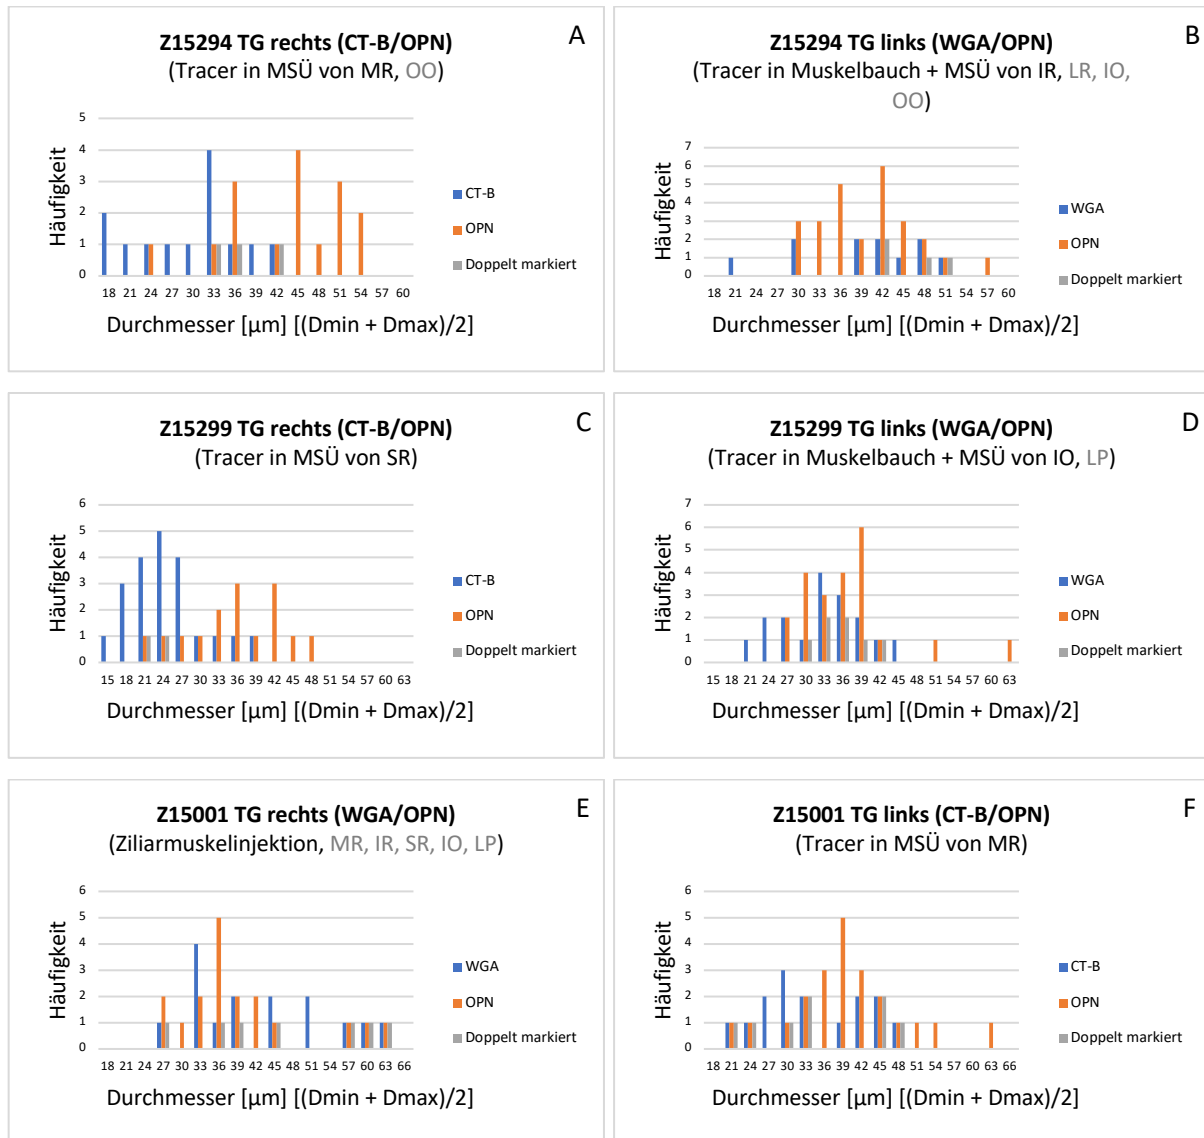 Z15294 TG rechts (CT-B/OPN)
A
(Tracer in MSÜ von MR, OO)
5
4
3
2
1
0
Häufigkeit
18 21 24 27 30 33 36 39 42 45 48 51 54 57 60
Durchmesser [µm] [(Dmin + Dmax)/2]
CT-B
OPN
Doppelt markiert
Z15294 TG links (WGA/OPN)
B
(Tracer in Muskelbauch + MSÜ von IR, LR, IO,
OO)
7
6
5
4
3
2
1
0
Häufigkeit
18 21 24 27 30 33 36 39 42 45 48 51 54 57 60
Durchmesser [µm] [(Dmin + Dmax)/2]
WGA
OPN
Doppelt markiert
Z15299 TG rechts (CT-B/OPN)
C
(Tracer in MSÜ von SR)
6
5
4
3
2
1
0
Häufigkeit
15 18 21 24 27 30 33 36 39 42 45 48 51 54 57 60 63
Durchmesser [µm] [(Dmin + Dmax)/2]
CT-B
OPN
Doppelt markiert
Z15299 TG links (WGA/OPN)
D
(Tracer in Muskelbauch + MSÜ von IO, LP)
7
6
5
4
3
2
1
0
Häufigkeit
15 18 21 24 27 30 33 36 39 42 45 48 51 54 57 60 63
Durchmesser [µm] [(Dmin + Dmax)/2]
WGA
OPN
Doppelt markiert
Z15001 TG rechts (WGA/OPN)
E
(Ziliarmuskelinjektion, MR, IR, SR, IO, LP)
6
5
4
3
2
1
0
Häufigkeit
18 21 24 27 30 33 36 39 42 45 48 51 54 57 60 63 66
Durchmesser [µm] [(Dmin + Dmax)/2]
WGA
OPN
Doppelt markiert
Z15001 TG links (CT-B/OPN)
F
(Tracer in MSÜ von MR)
6
5
4
3
2
1
0
Häufigkeit
18 21 24 27 30 33 36 39 42 45 48 51 54 57 60 63 66
Durchmesser [µm] [(Dmin + Dmax)/2]
CT-B
OPN
Doppelt markiert